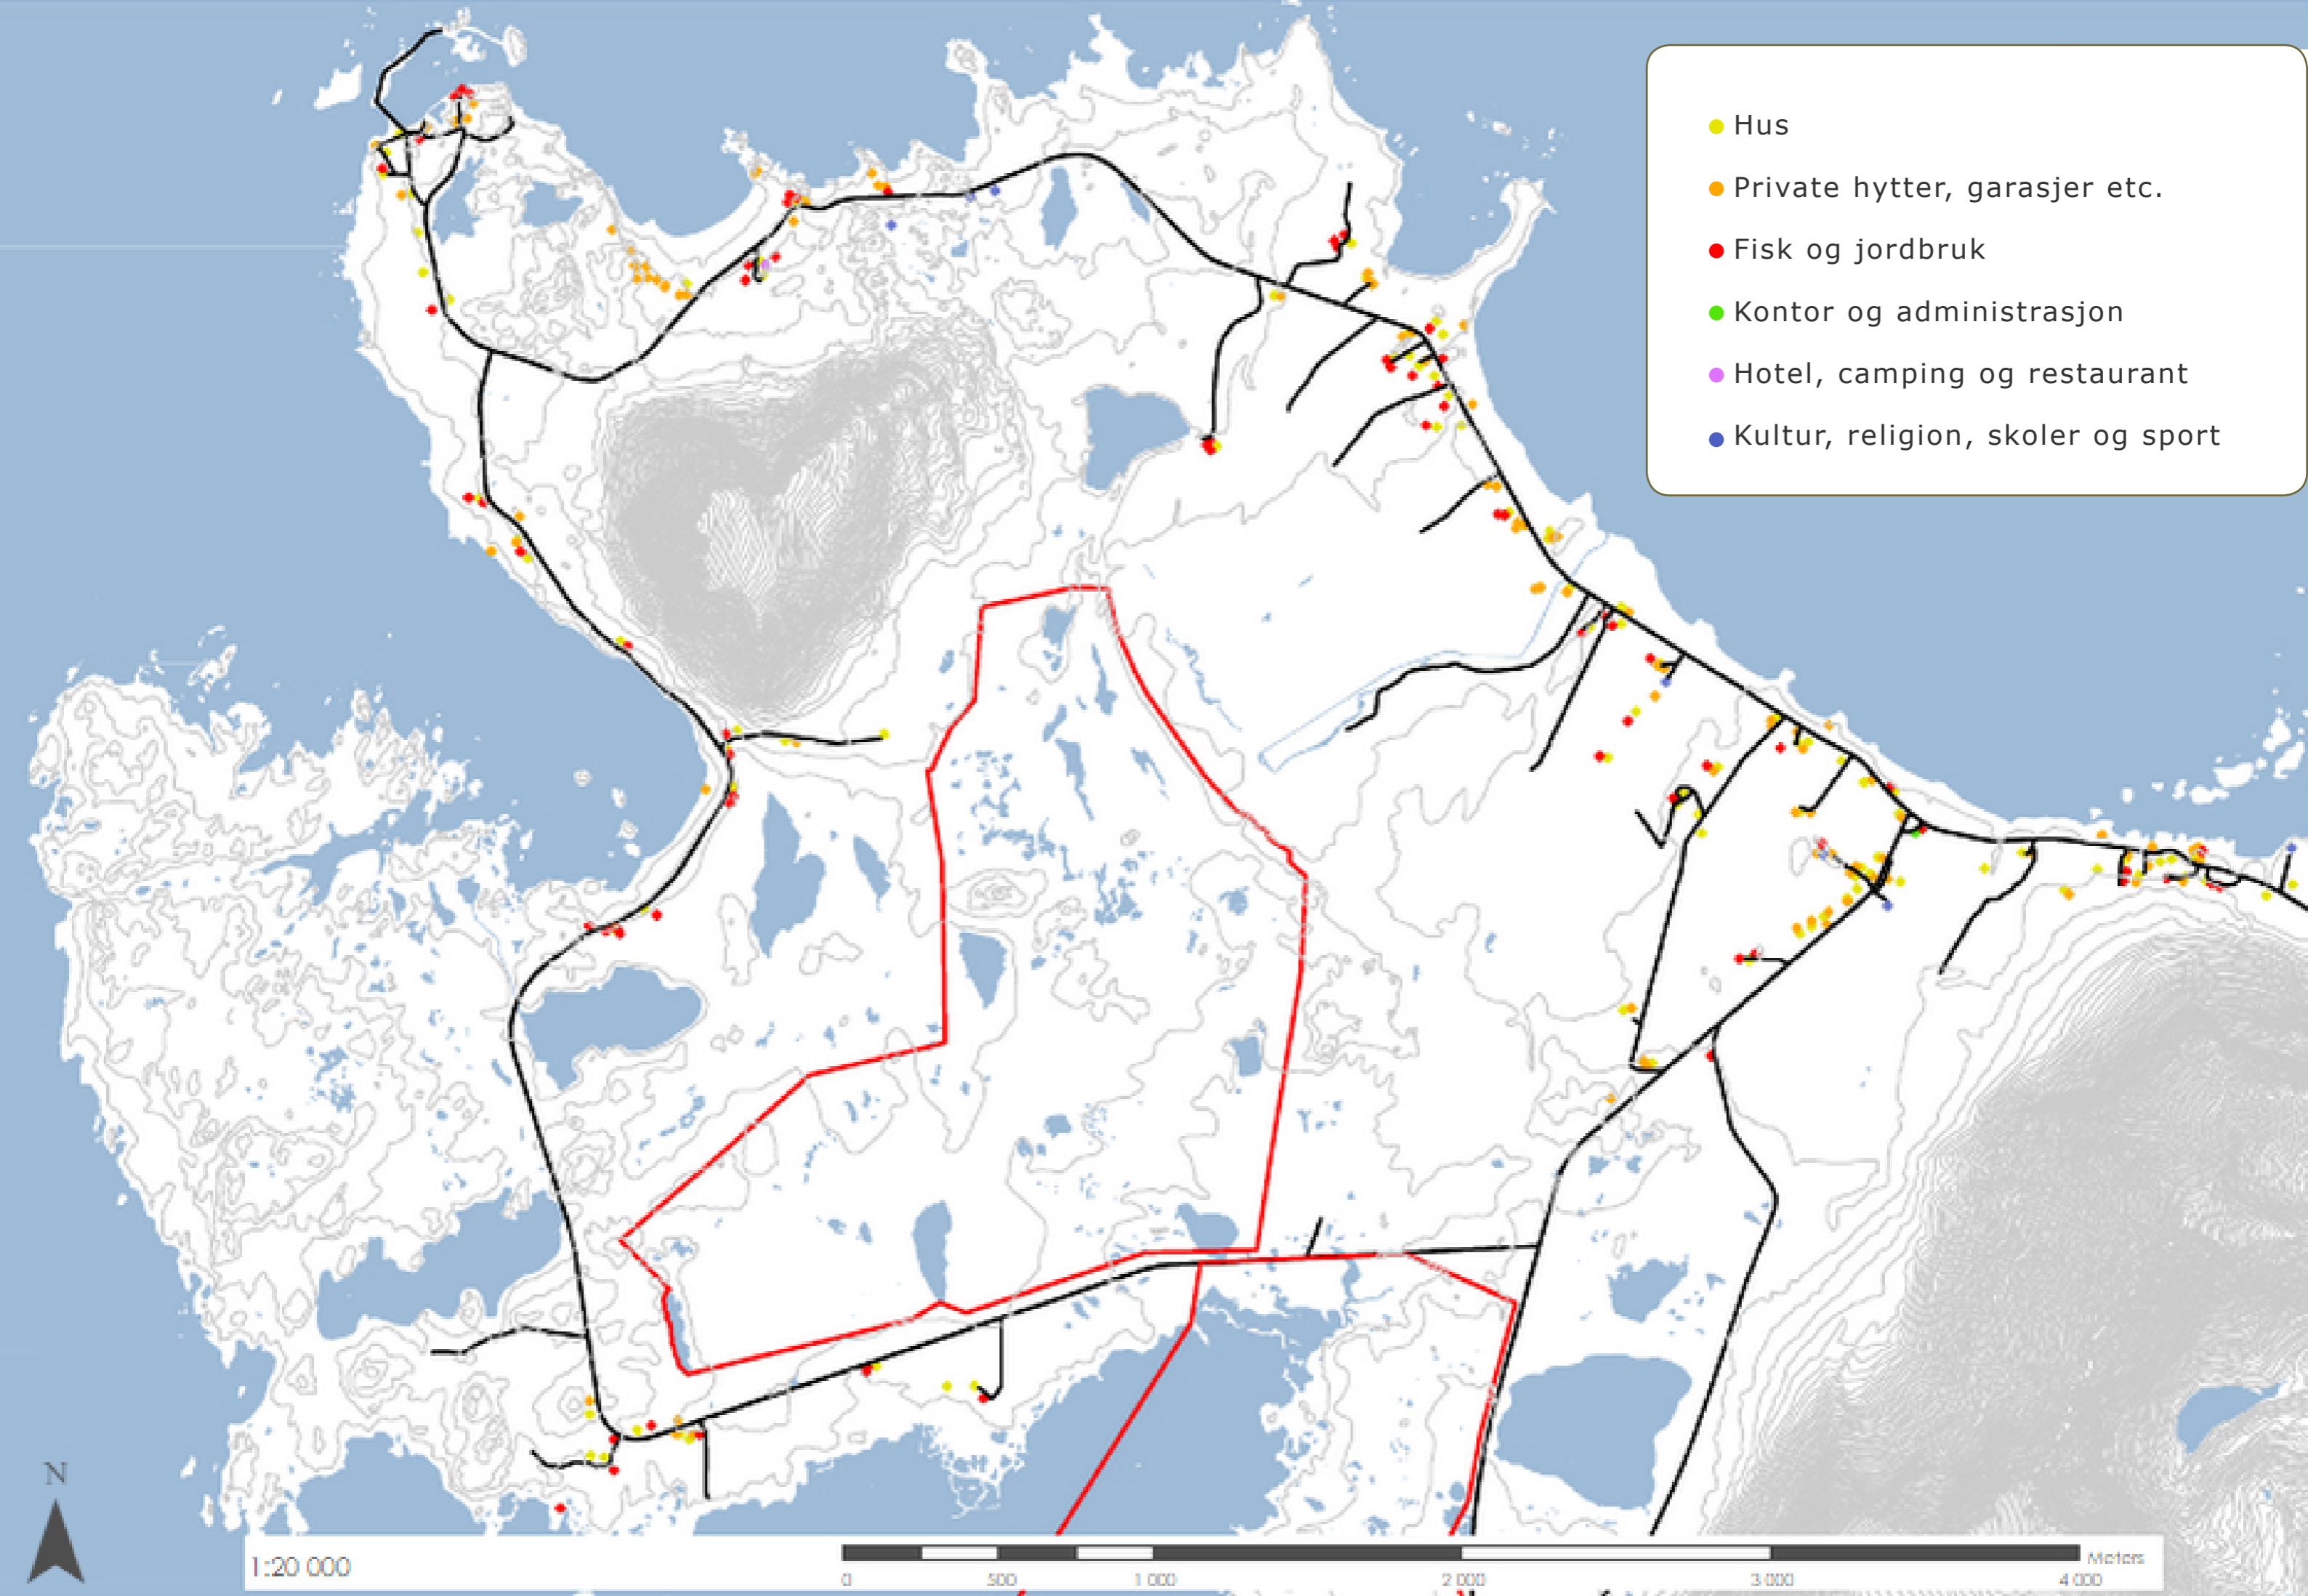 Hus
Private hytter, garasjer etc.
Fisk og jordbruk
Kontor og administrasjon
Hotel, camping og restaurant
Kultur, religion, skoler og sport
N
1:20 000
Meters
0 500 1 000 2 000 3 000 4 000